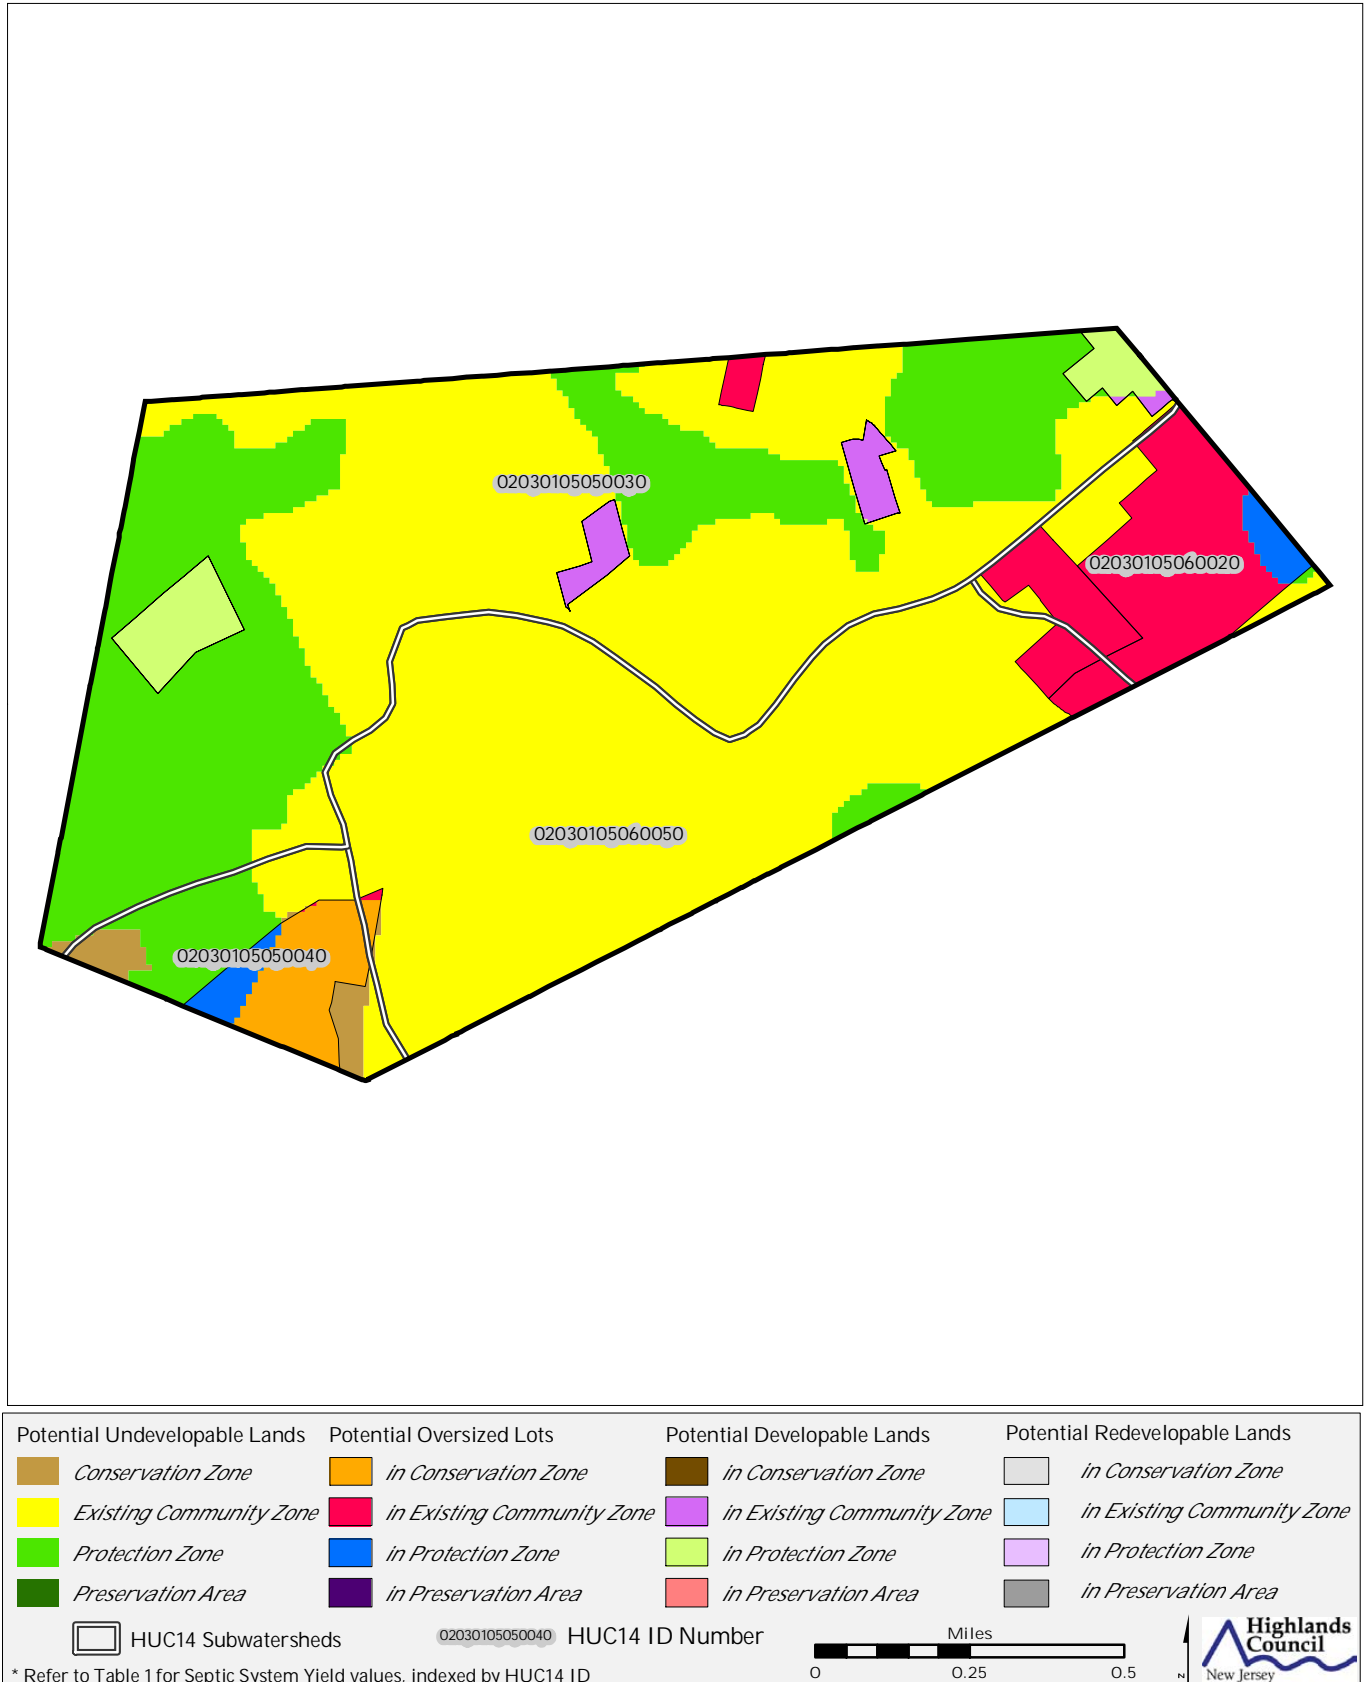 02030105050030
02030105060020
02030105060050
02030105050040
Potential Undevelopable Lands
Conservation Zone
Existing Community Zone
Protection Zone
Preservation Area
Potential Oversized Lots
in Conservation Zone
in Existing Community Zone
in Protection Zone
in Preservation Area
Potential Developable Lands
in Conservation Zone
in Existing Community Zone
in Protection Zone
in Preservation Area
Potential Redevelopable Lands
in Conservation Zone
in Existing Community Zone
in Protection Zone
in Preservation Area
HUC14 Subwatersheds
02030105050040 HUC14 ID Number
Miles
0 0.25 0.5
z
Highlands
Council
New Jersey
* Refer to Table 1 for Septic System Yield values, indexed by HUC14 ID